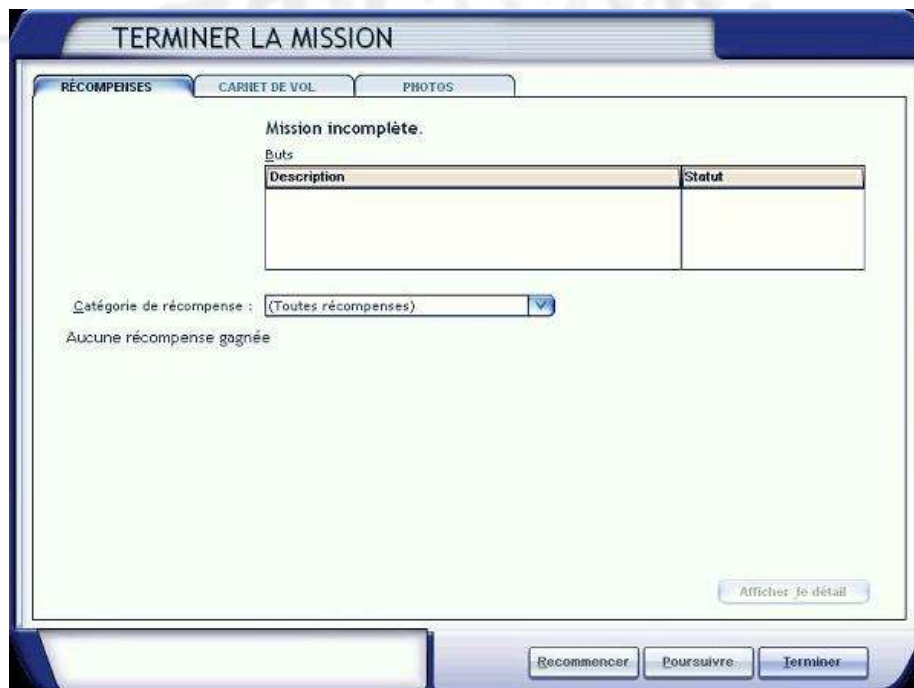 TERMINER LA MISSION
RÉCOMPENSES CARNET DE VOL PHOTOS
Mission incomplète.
Buts
Description Statut
Catégorie de récompense : (Toutes récompenses)
Aucune récompense gagnée
Afficher le détail
Recommencer Poursuivre Terminer